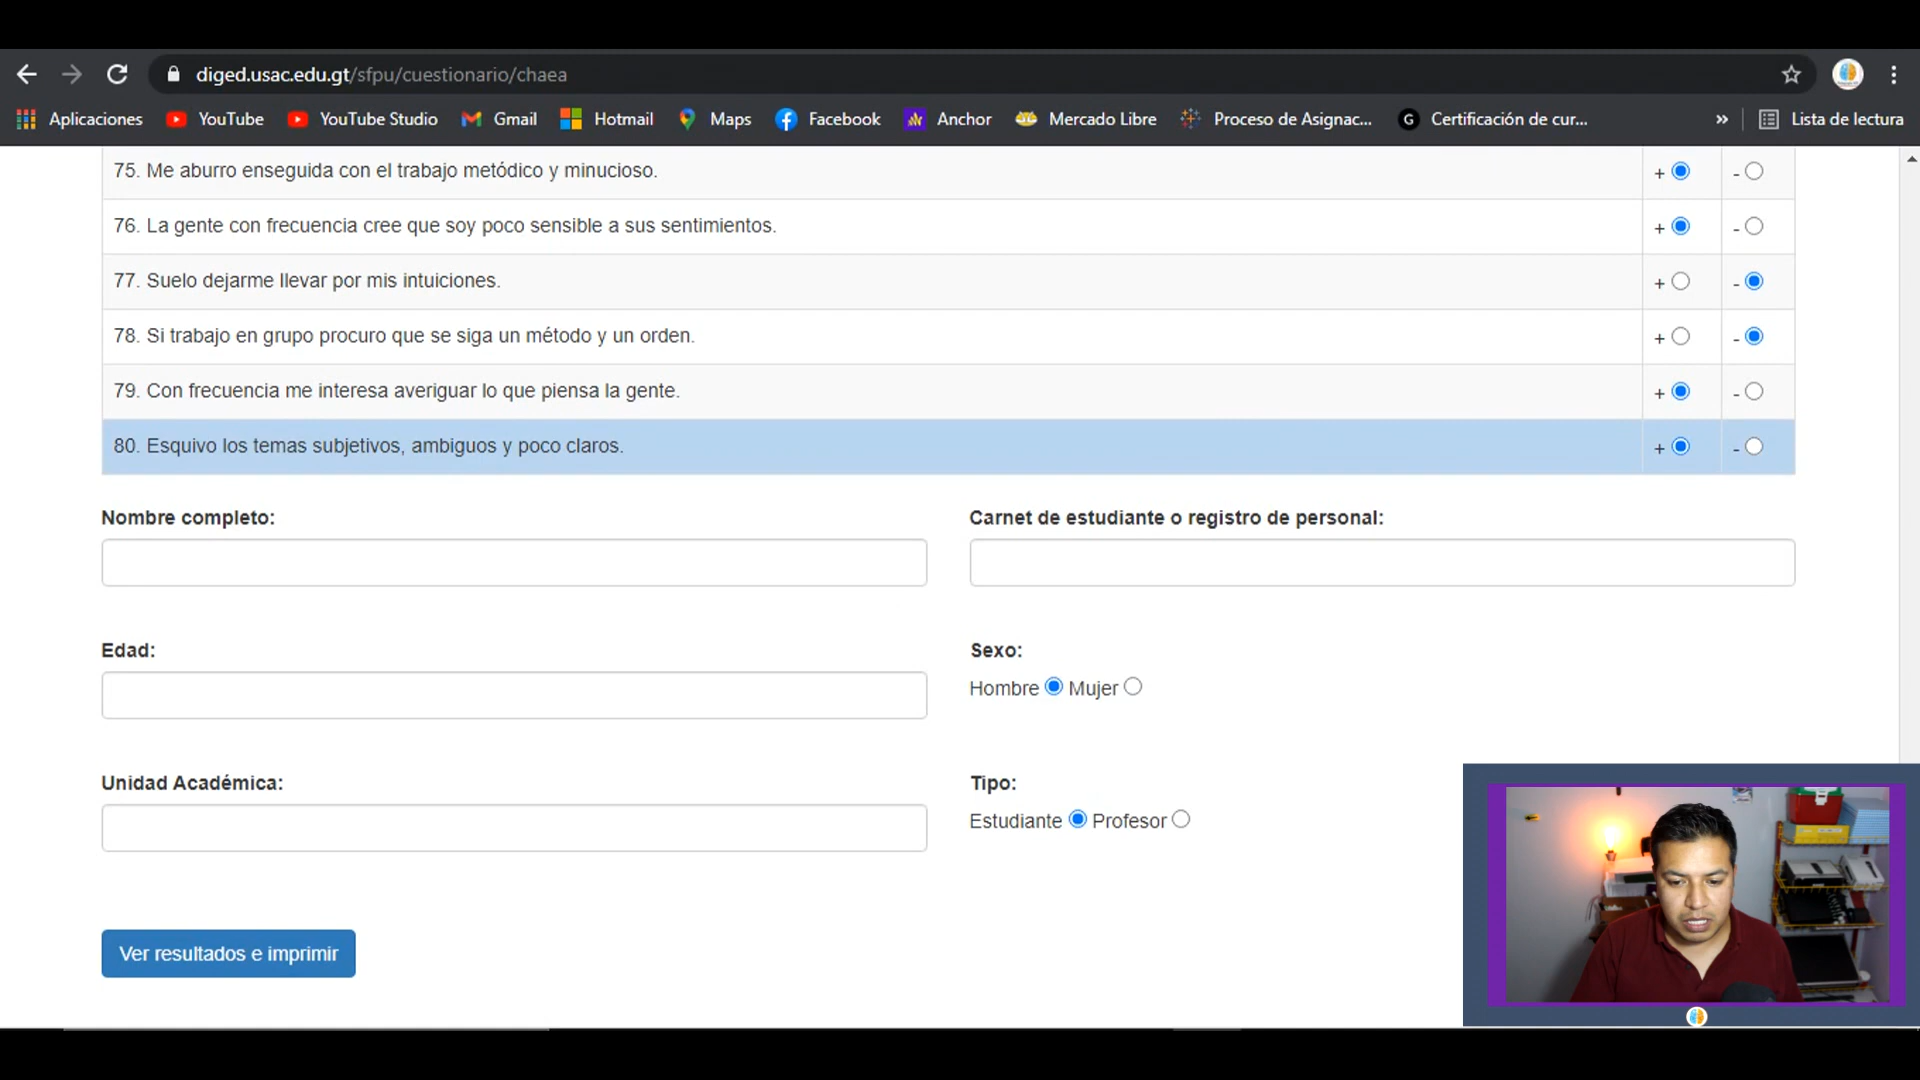 diged.usac.edu.gt/sfpu/cuestionario/chaea
Aplicaciones YouTube YouTube Studio Gmail Hotmail Maps Facebook Anchor Mercado Libre Proceso de Asignac... G Certificación de cur... » Lista de lectura
75. Me aburro enseguida con el trabajo metódico y minucioso. + -
76. La gente con frecuencia cree que soy poco sensible a sus sentimientos. + -
77. Suelo dejarme llevar por mis intuiciones. + -
78. Si trabajo en grupo procuro que se siga un método y un orden. + -
79. Con frecuencia me interesa averiguar lo que piensa la gente. + -
80. Esquivo los temas subjetivos, ambiguos y poco claros. + -
Nombre completo: Carnet de estudiante o registro de personal:
Edad: Sexo:
Hombre Mujer
Unidad Académica: Tipo:
Estudiante Profesor
Ver resultados e imprimir